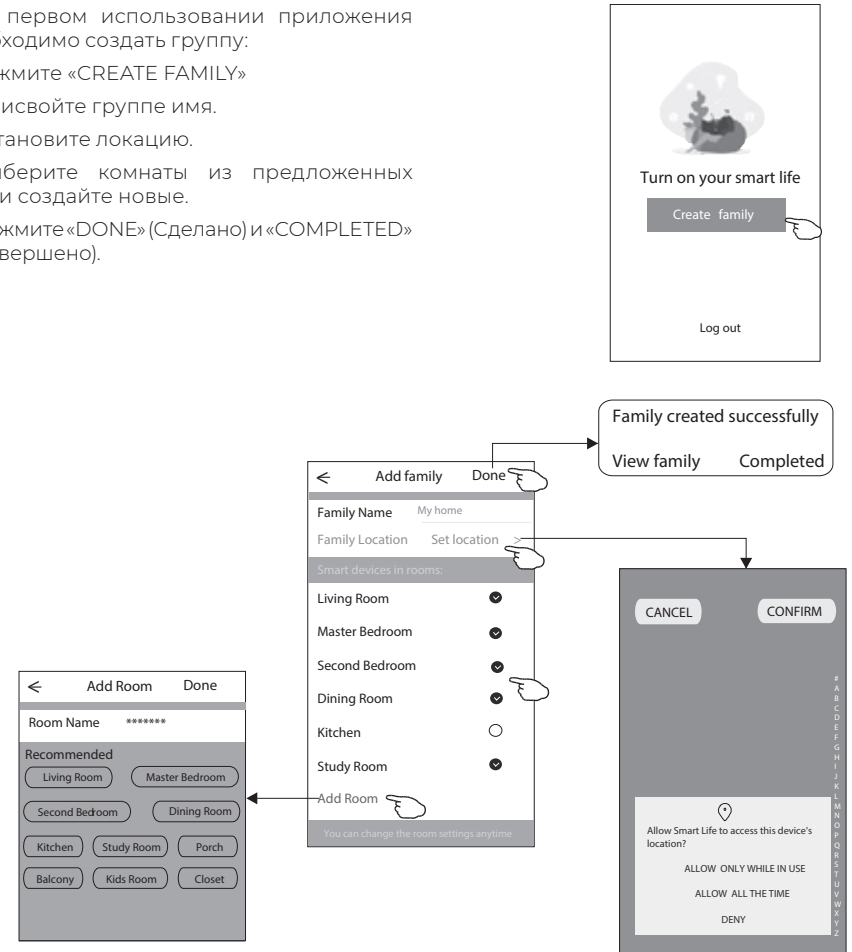 первом использовании приложения
бходимо создать группу:
жмите «CREATE FAMILY»
исвойте группе имя.
тановите локацию.
берите комнаты из предложенных
и создайте новые.
жмите «DONE» (Сделано) и «COMPLETED»
вершено).
Turn on your smart life
Create family
Log out
Family created successfully
View family Completed
Add family Done
Family Name My home
Family Location Set location >
Smart devices in rooms:
Living Room
Master Bedroom
Second Bedroom
Dining Room
Kitchen
Study Room
Add Room
You can change the room settings anytime
Add Room Done
Room Name *******
Recommended
Living Room Master Bedroom
Second Bedroom Dining Room
Kitchen Study Room Porch
Balcony Kids Room Closet
CANCEL CONFIRM
#
A
B
C
D
E
F
G
H
I
J
K
L
M
N
O
P
Q
R
S
T
U
V
W
X
Y
Z
Allow Smart Life to access this device's
location?
ALLOW ONLY WHILE IN USE
ALLOW ALL THE TIME
DENY